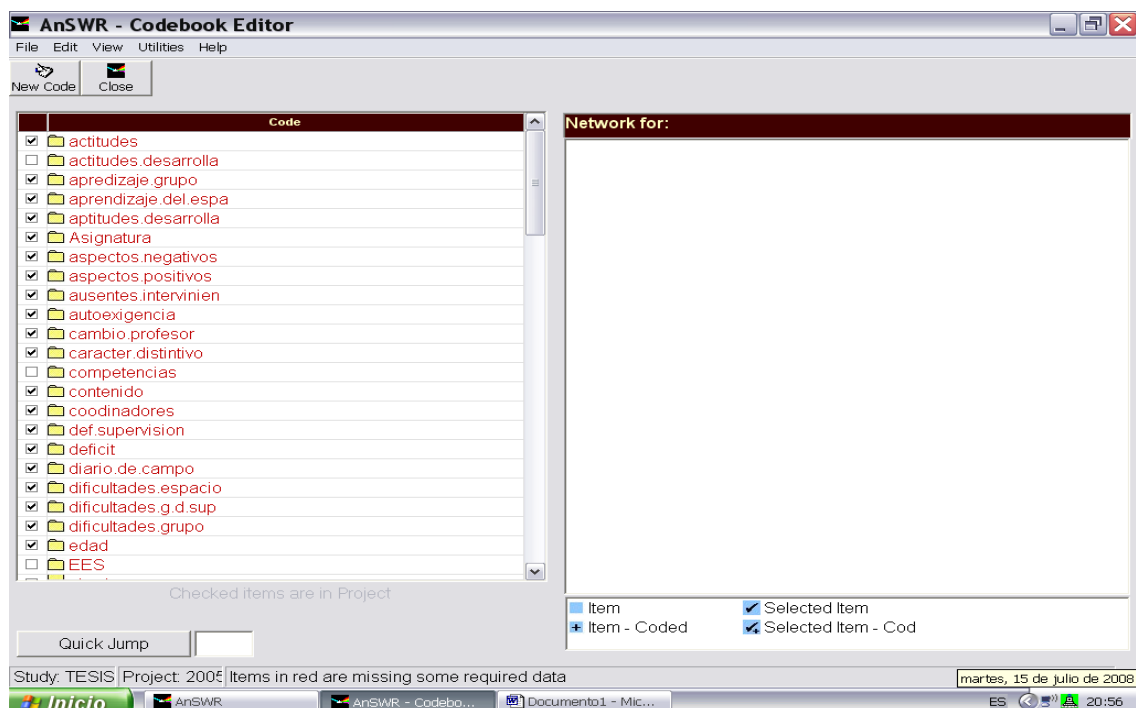 AnSWR - Codebook Editor
File Edit View Utilities Help
New Code Close
Code
actitudes
actitudes.desarrolla
apredizaje.grupo
aprendizaje.del.espa
aptitudes.desarrolla
Asignatura
aspectos.negativos
aspectos.positivos
ausentes.intervinien
autoexigencia
cambio.profesor
caracter.distintivo
competencias
contenido
coodinadores
def.supervision
deficit
diario.de.campo
dificultades.espacio
dificultades.g.d.sup
dificultades.grupo
edad
EES
Checked items are in Project
Quick Jump
Network for:
Item Selected Item
Item - Coded Selected Item - Cod
Study: TESIS Project: 2005 Items in red are missing some required data
martes, 15 de julio de 2008
Inicio AnSWR AnSWR - Codebo... Documento1 - Mic... ES 20:56